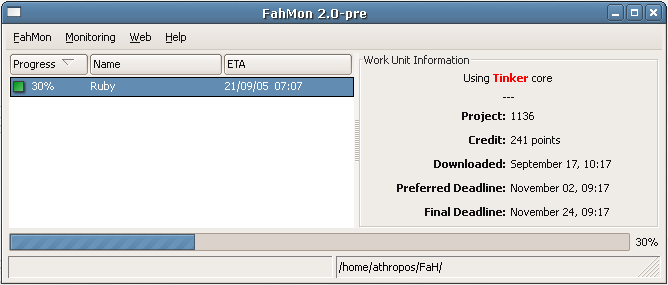 FahMon 2.0-pre
FahMon Monitoring Web Help
Progress Name ETA
30% Ruby 21/09/05 07:07
Work Unit Information
Using Tinker core
---
Project: 1136
Credit: 241 points
Downloaded: September 17, 10:17
Preferred Deadline: November 02, 09:17
Final Deadline: November 24, 09:17
30%
/home/athropos/FaH/